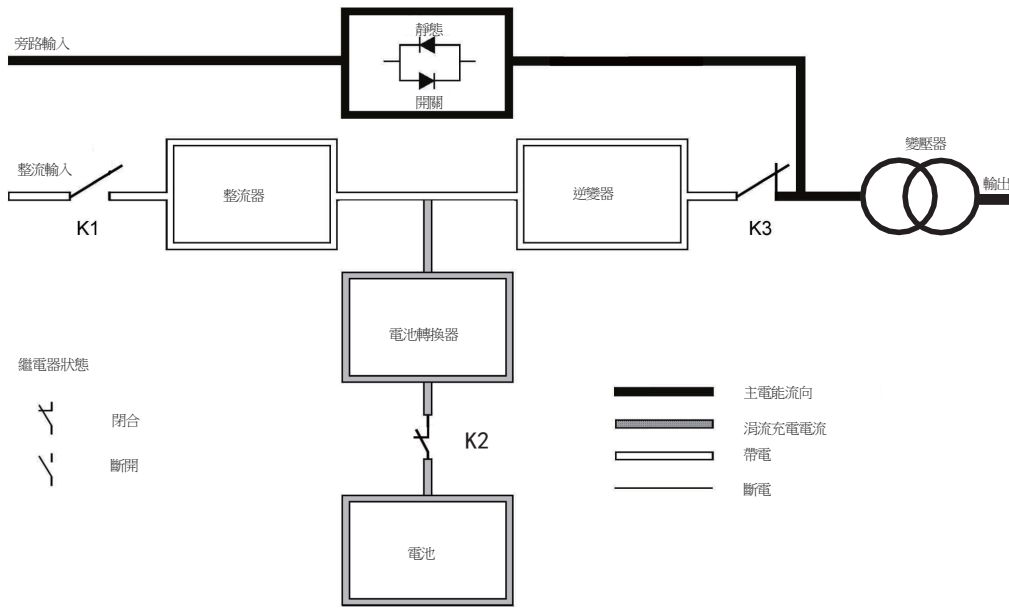 靜態
旁路輸入
開關
變壓器
整流輸入
整流器
逆變器
輸出
K1
K3
電池轉換器
繼電器狀態
閉合
斷開
K2
電池
主電能流向
涓流充電電流
帶電
斷電